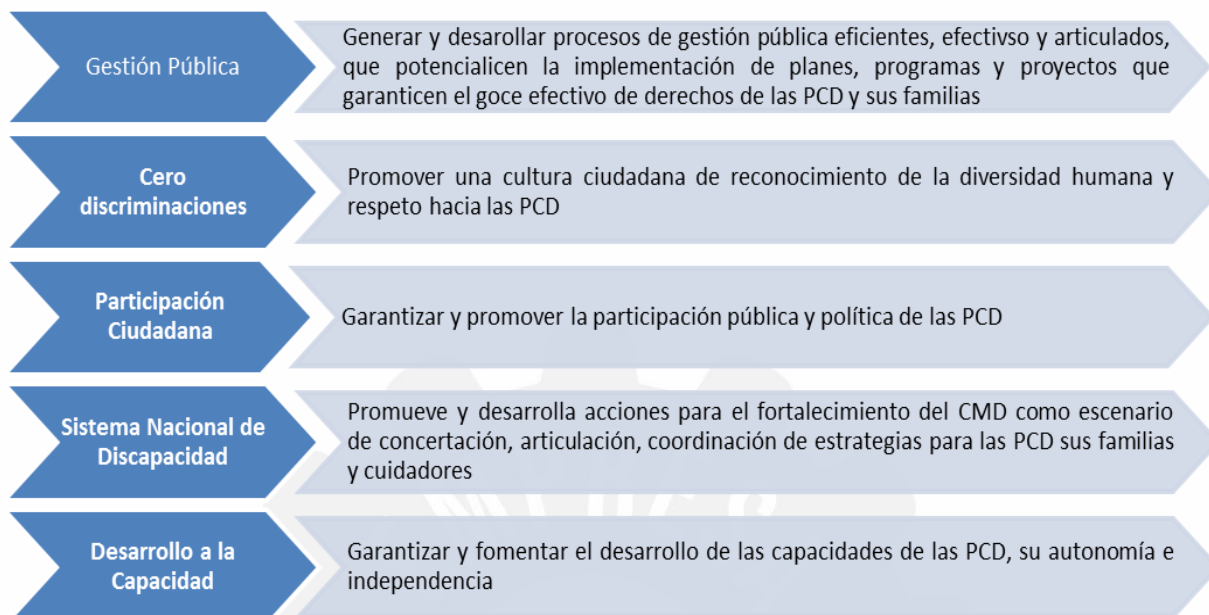 Gestión Pública
Generar y desarollar procesos de gestión pública eficientes, efectivso y articulados,
que potencialicen la implementación de planes, programas y proyectos que
garanticen el goce efectivo de derechos de las PCD y sus familias
Cero
discriminaciones
Promover una cultura ciudadana de reconocimiento de la diversidad humana y
respeto hacia las PCD
Participación
Ciudadana
Garantizar y promover la participación pública y política de las PCD
Sistema Nacional de
Discapacidad
Promueve y desarrolla acciones para el fortalecimiento del CMD como escenario
de concertación, articulación, coordinación de estrategias para las PCD sus familias
y cuidadores
Desarrollo a la
Capacidad
Garantizar y fomentar el desarrollo de las capacidades de las PCD, su autonomía e
independencia